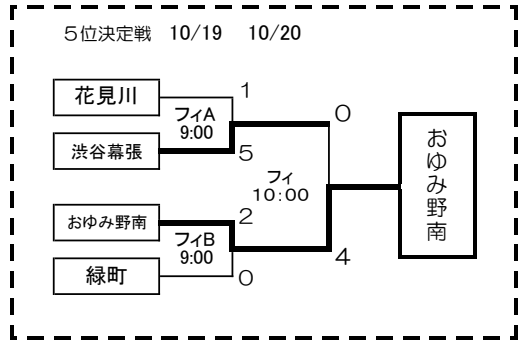 ５位決定戦 10/19 10/20
花見川
1
フィA
9:00
渋谷幕張
5
0
フィ
10:00
おゆみ野南
おゆみ野南
2
フィB
9:00
緑町
0
4